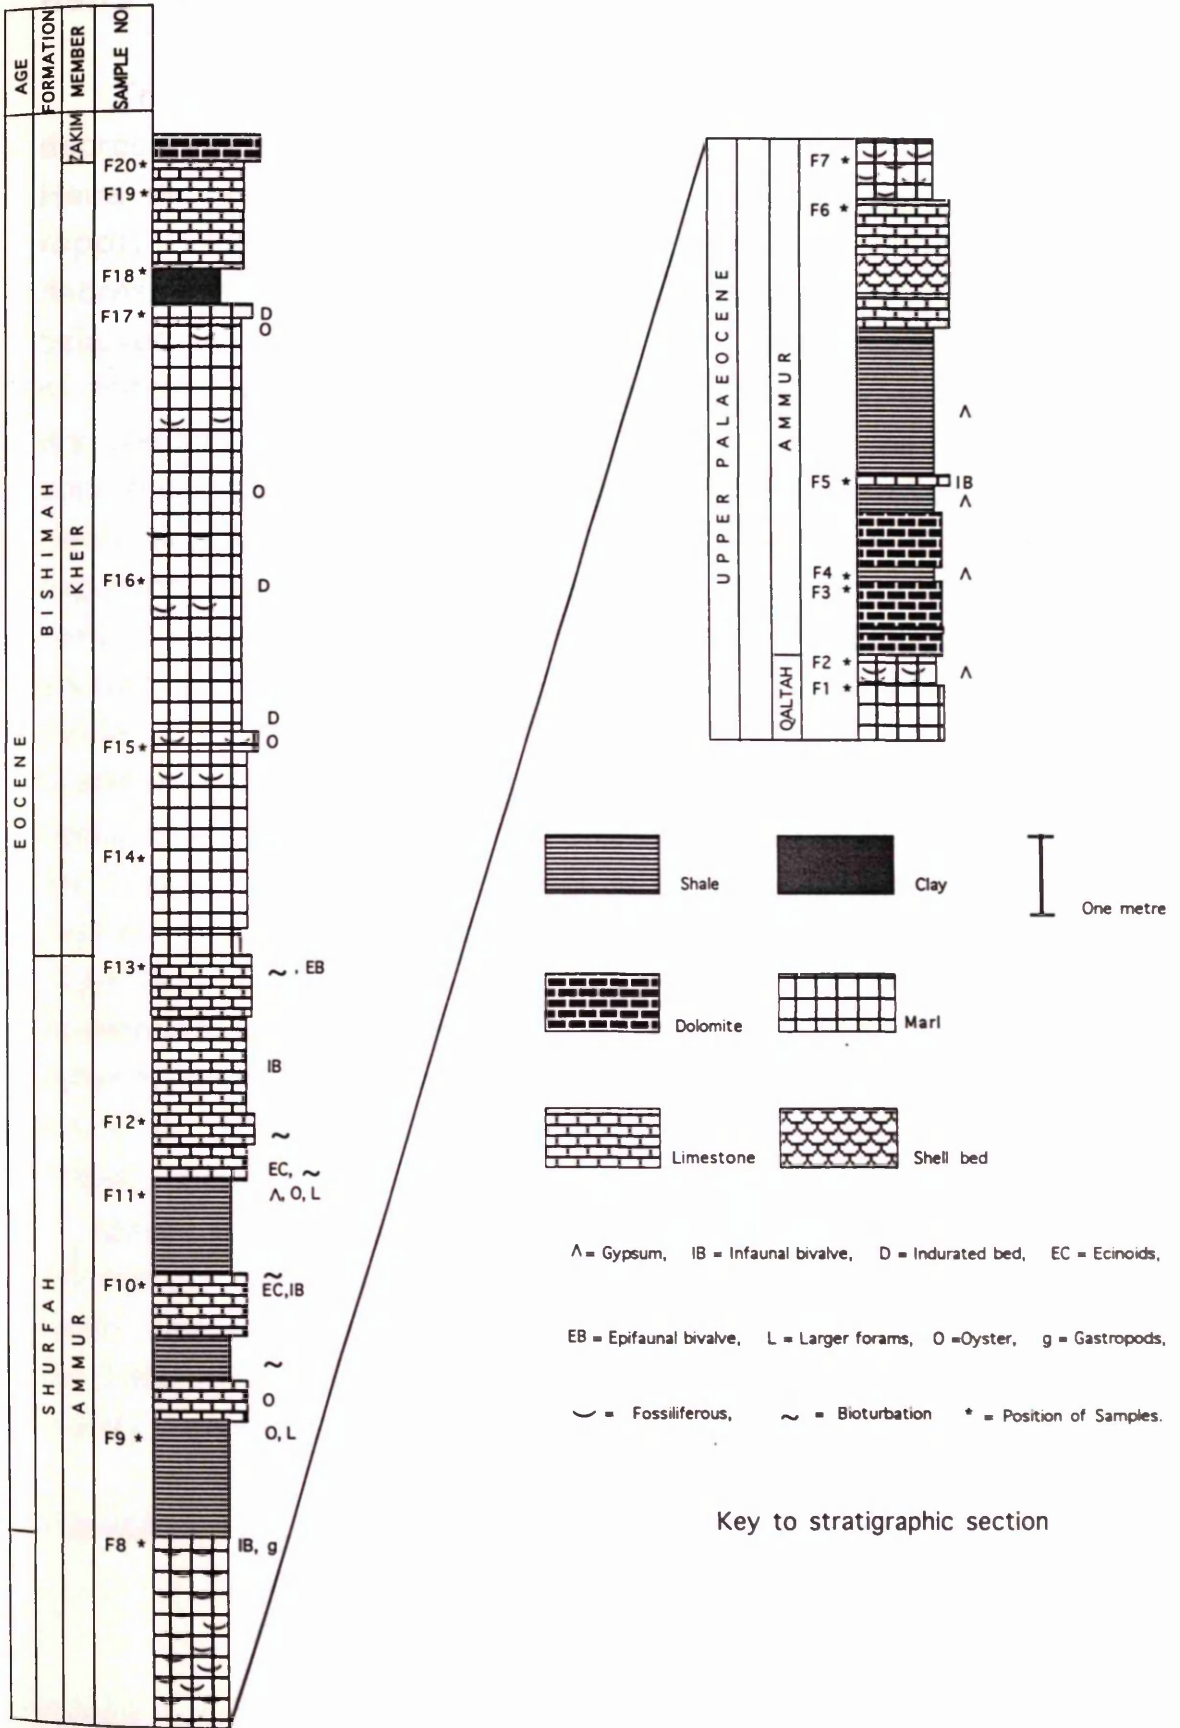 AGE
FORMATION
MEMBER
SAMPLE NO
EOCENE
BISHIMAH
SHURFAH
ZAKIM
KHEIR
AMMUR
F20*
F19*
F18*
F17*
D
O
O
F16*
D
D
F15*
O
F14*
F13*
~ , EB
IB
F12*
~
EC, ~
F11*
Λ, O, L
~
F10*
EC,IB
~
O
F9 *
O, L
F8 *
IB, g
UPPER PALAEOCENE
AMMUR
QALTAH
F7 *
F6 *
Λ
F5 *
IB
Λ
F4 *
Λ
F3 *
F2 *
Λ
F1 *
Shale
Clay
One metre
Dolomite
Marl
Limestone
Shell bed
Λ = Gypsum, IB = Infaunal bivalve, D = Indurated bed, EC = Ecinoids,
EB = Epifaunal bivalve, L = Larger forams, O =Oyster, g = Gastropods,
‿ = Fossiliferous, ~ = Bioturbation * = Position of Samples.
Key to stratigraphic section